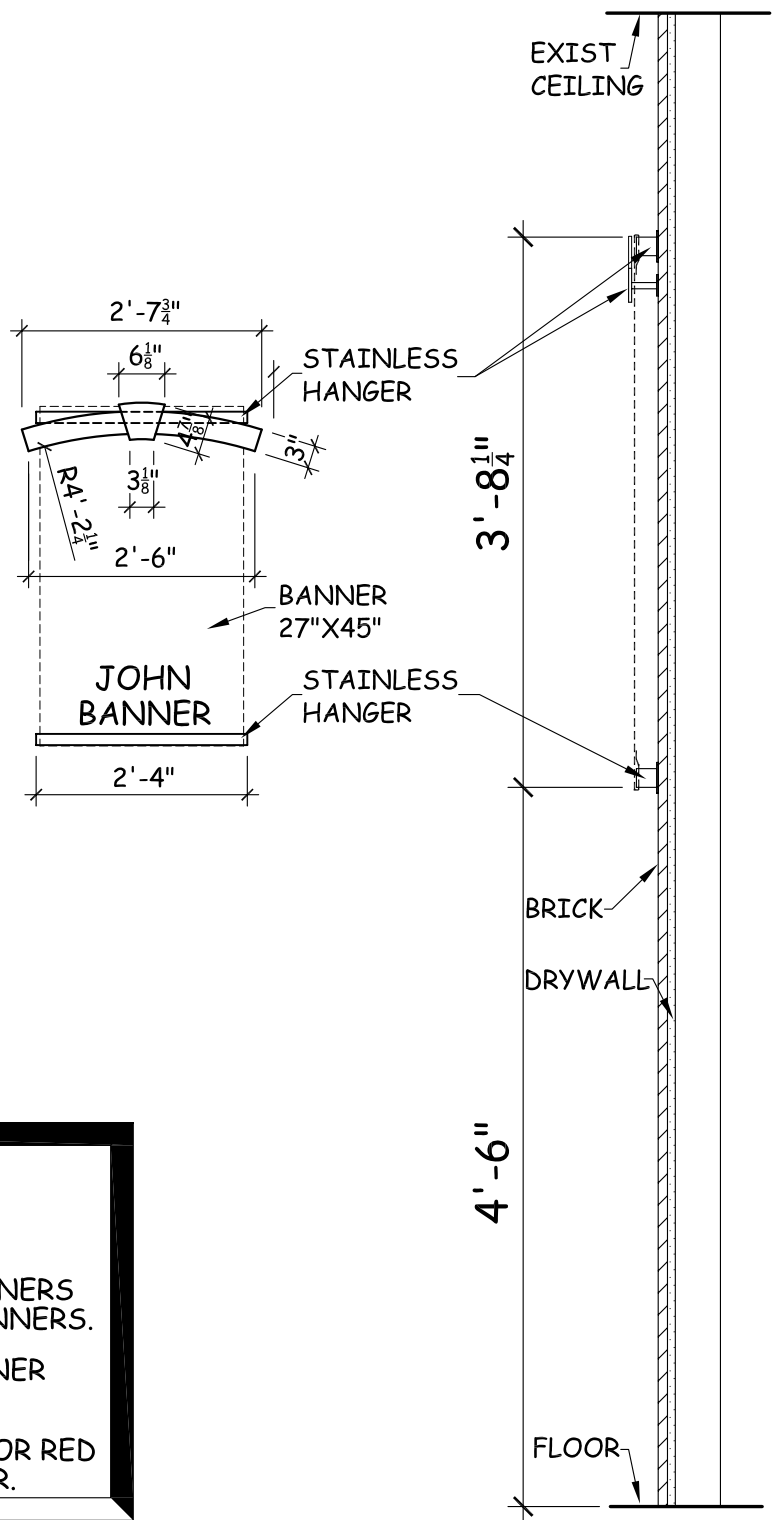 EXIST
CEILING
2'-7¾"
6⅛"
STAINLESS
HANGER
4⅞"
3"
3⅛"
R4'-2¼"
2'-6"
3'-8¼"
BANNER
27"X45"
JOHN
BANNER
STAINLESS
HANGER
2'-4"
BRICK
DRYWALL
4'-6"
NERS
NNERS.
NER
OR RED
R.
FLOOR